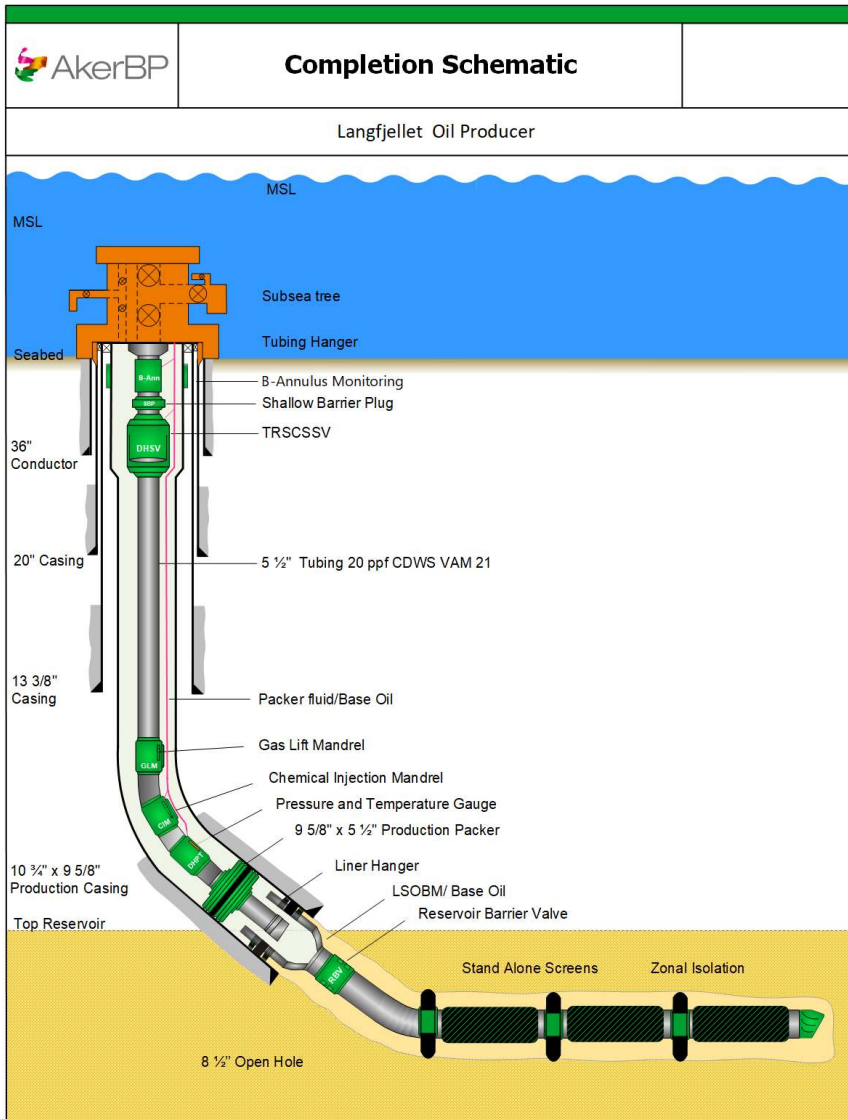 AkerBP
Completion Schematic
Langfjellet Oil Producer
MSL
MSL
Subsea tree
Tubing Hanger
Seabed
B-Ann
B-Annulus Monitoring
Shallow Barrier Plug
TRSCSSV
DHSV
36"
Conductor
20" Casing
5 ½" Tubing 20 ppf CDWS VAM 21
13 3/8"
Casing
Packer fluid/Base Oil
Gas Lift Mandrel
GLM
Chemical Injection Mandrel
CIM
Pressure and Temperature Gauge
9 5/8" x 5 ½" Production Packer
DHPT
Liner Hanger
10 ¾" x 9 5/8"
Production Casing
LSOBM/ Base Oil
Reservoir Barrier Valve
Top Reservoir
RBV
Stand Alone Screens
Zonal Isolation
8 ½" Open Hole